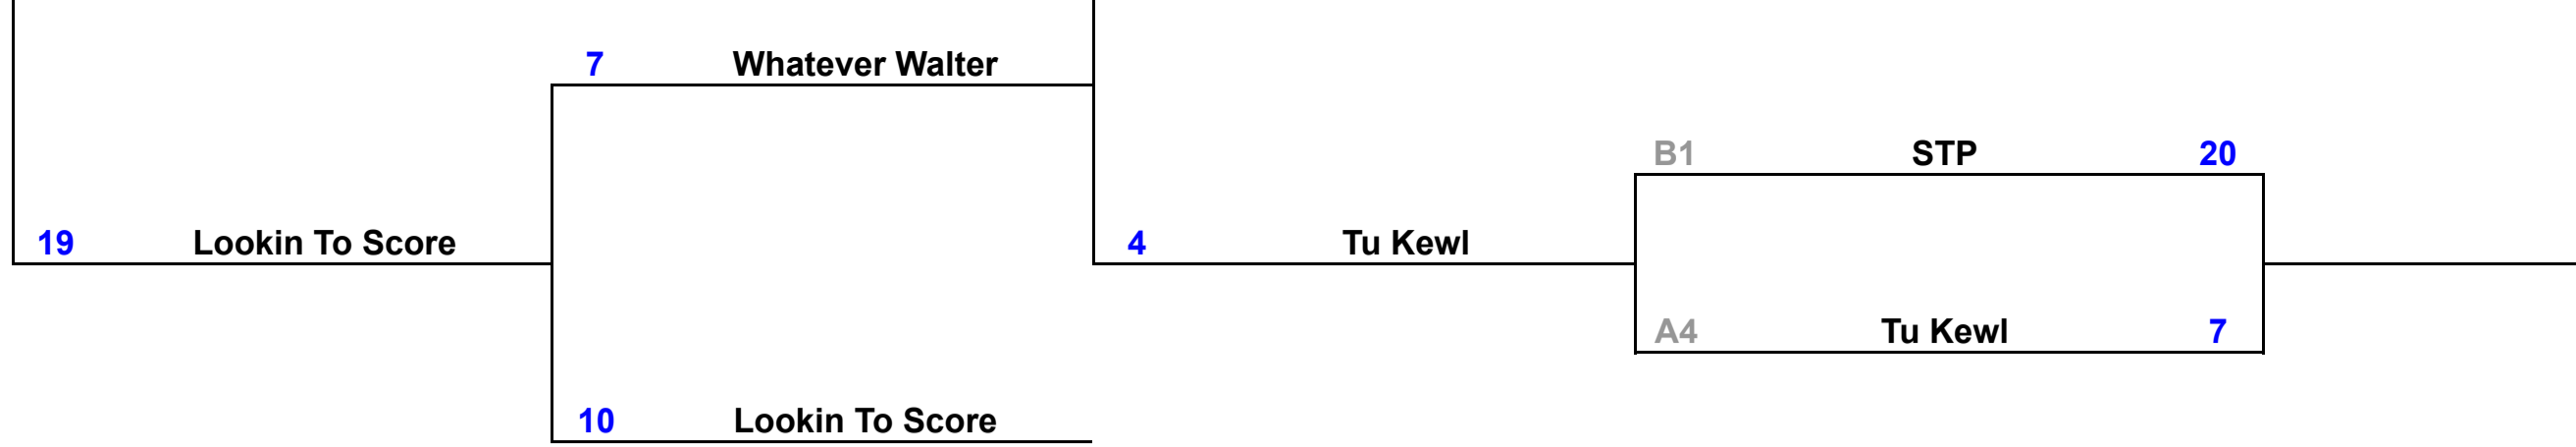 7 Whatever Walter
B1 STP 20
19 Lookin To Score
4 Tu Kewl
A4 Tu Kewl 7
10 Lookin To Score